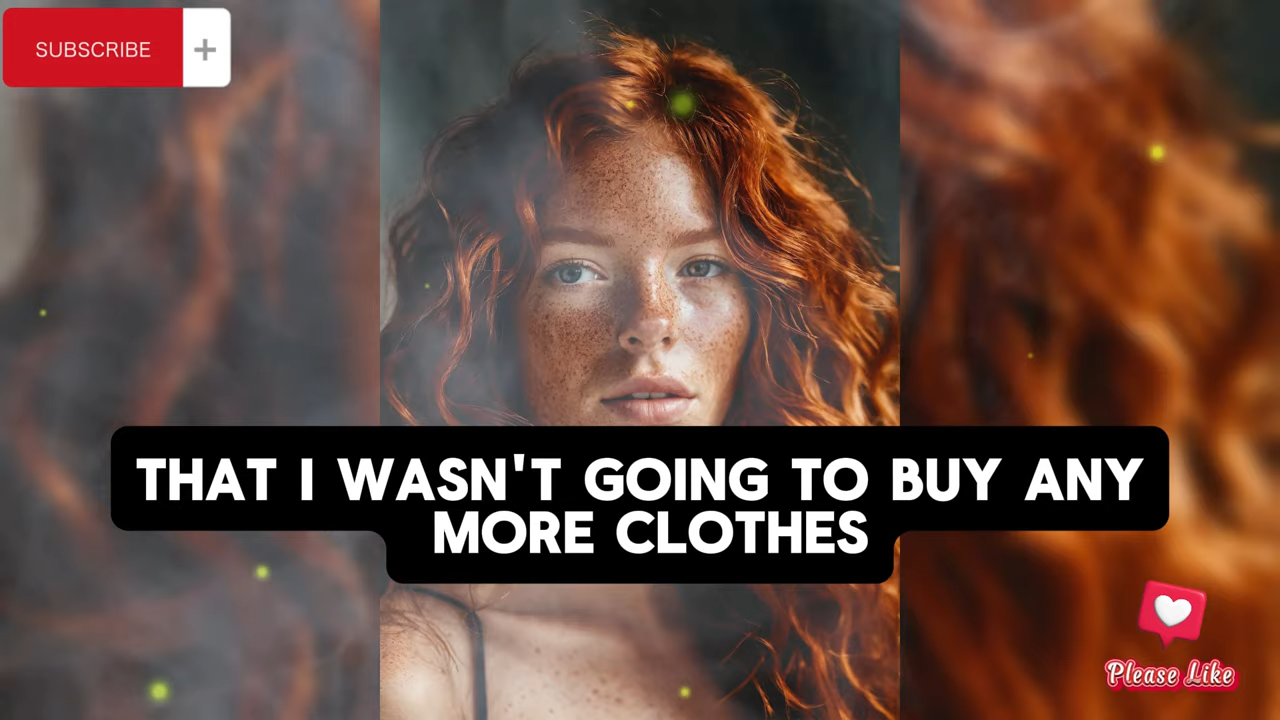 SUBSCRIBE
THAT I WASN'T GOING TO BUY ANY
MORE CLOTHES
Please Like